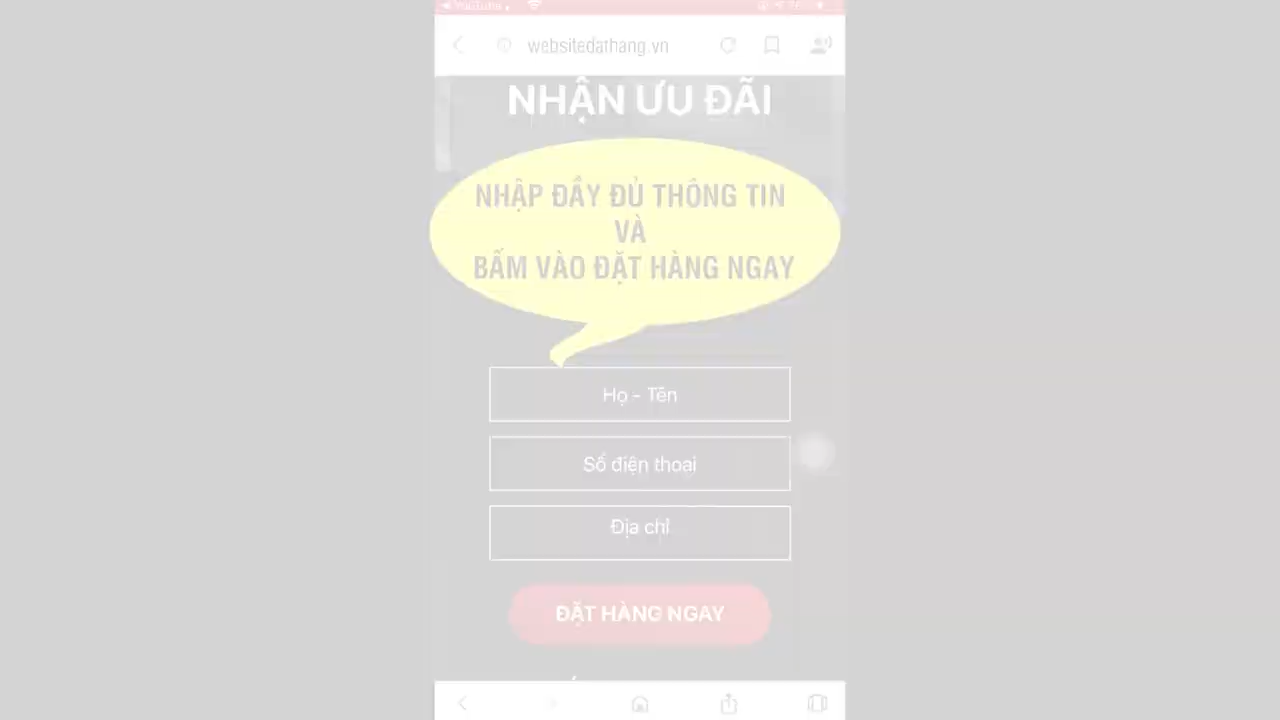 YouTube
websitedathang.vn
NHẬN ƯU ĐÃI
NHẬP ĐẦY ĐỦ THÔNG TIN
VÀ
BẤM VÀO ĐẶT HÀNG NGAY
Họ - Tên
Số điện thoại
Địa chỉ
ĐẶT HÀNG NGAY